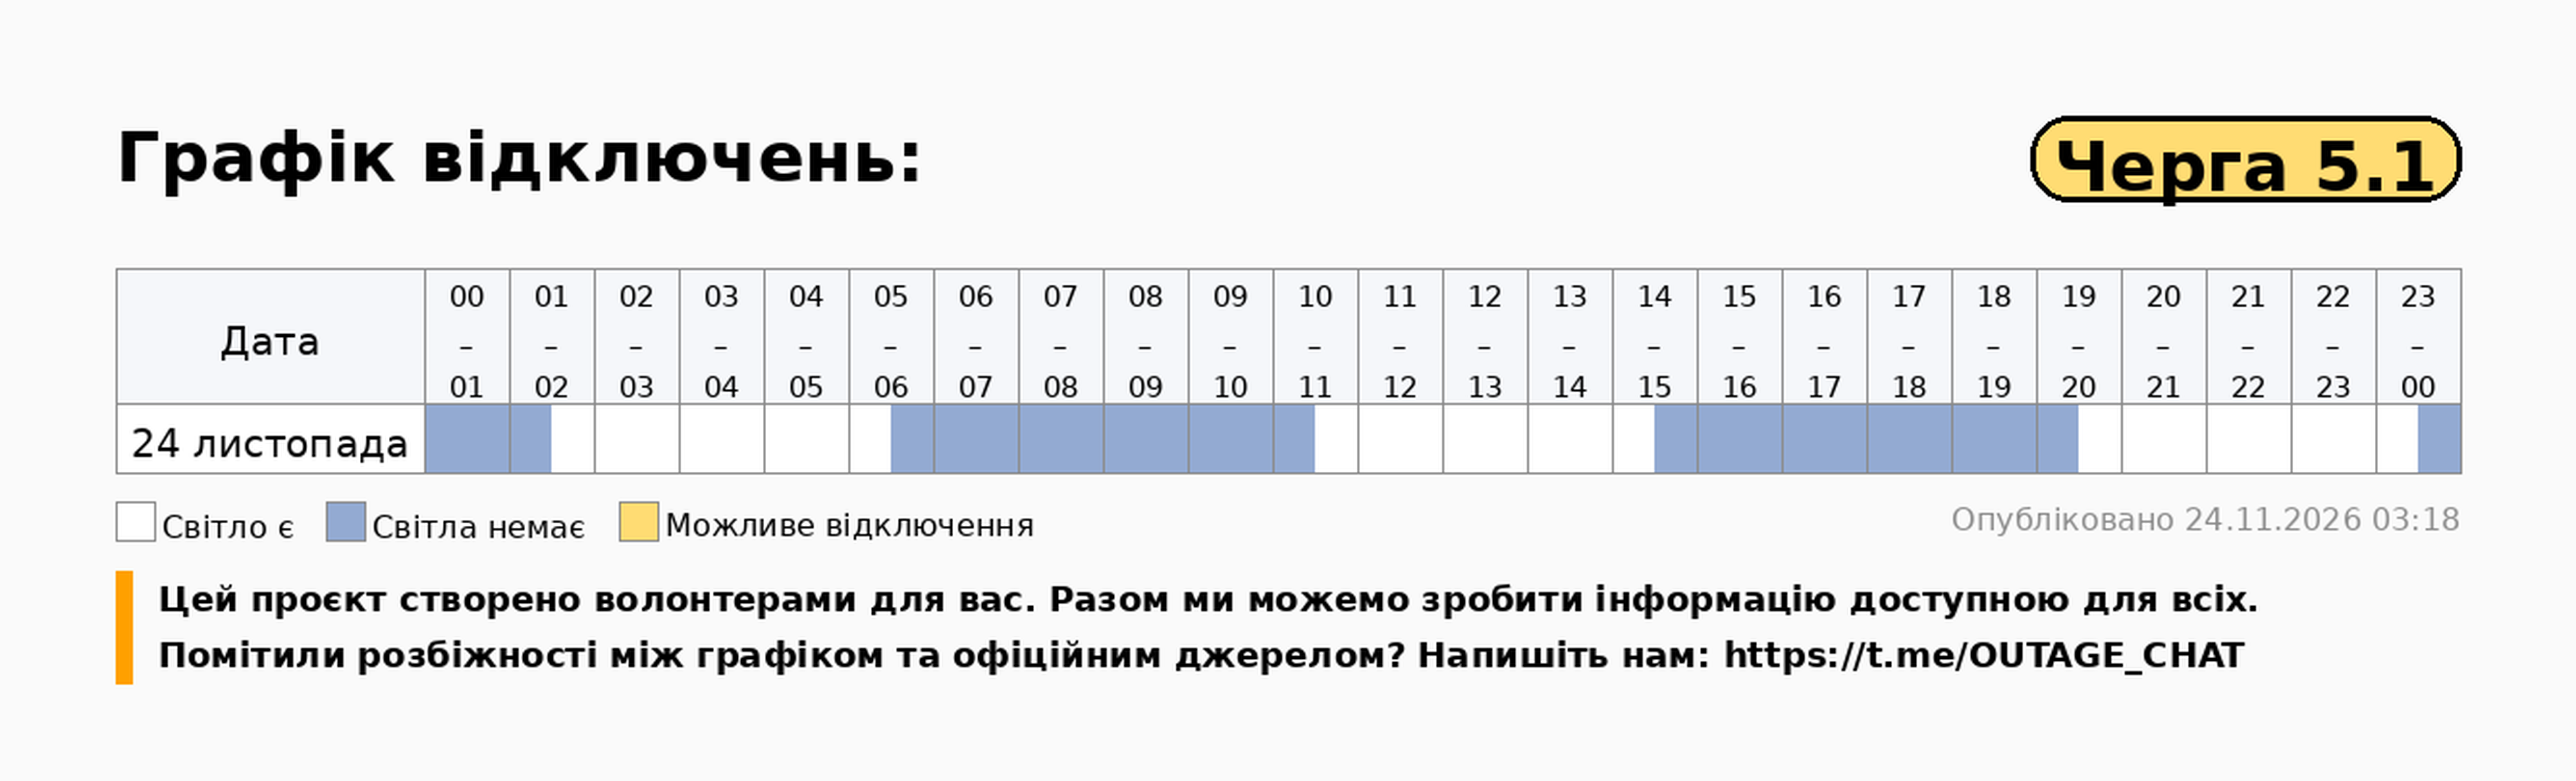 Графік відключень:
Черга 5.1
Дата
00 – 01
01 – 02
02 – 03
03 – 04
04 – 05
05 – 06
06 – 07
07 – 08
08 – 09
09 – 10
10 – 11
11 – 12
12 – 13
13 – 14
14 – 15
15 – 16
16 – 17
17 – 18
18 – 19
19 – 20
20 – 21
21 – 22
22 – 23
23 – 00
24 листопада
Світло є
Світла немає
Можливе відключення
Опубліковано 24.11.2026 03:18
Цей проєкт створено волонтерами для вас. Разом ми можемо зробити інформацію доступною для всіх.
Помітили розбіжності між графіком та офіційним джерелом? Напишіть нам: https://t.me/OUTAGE_CHAT